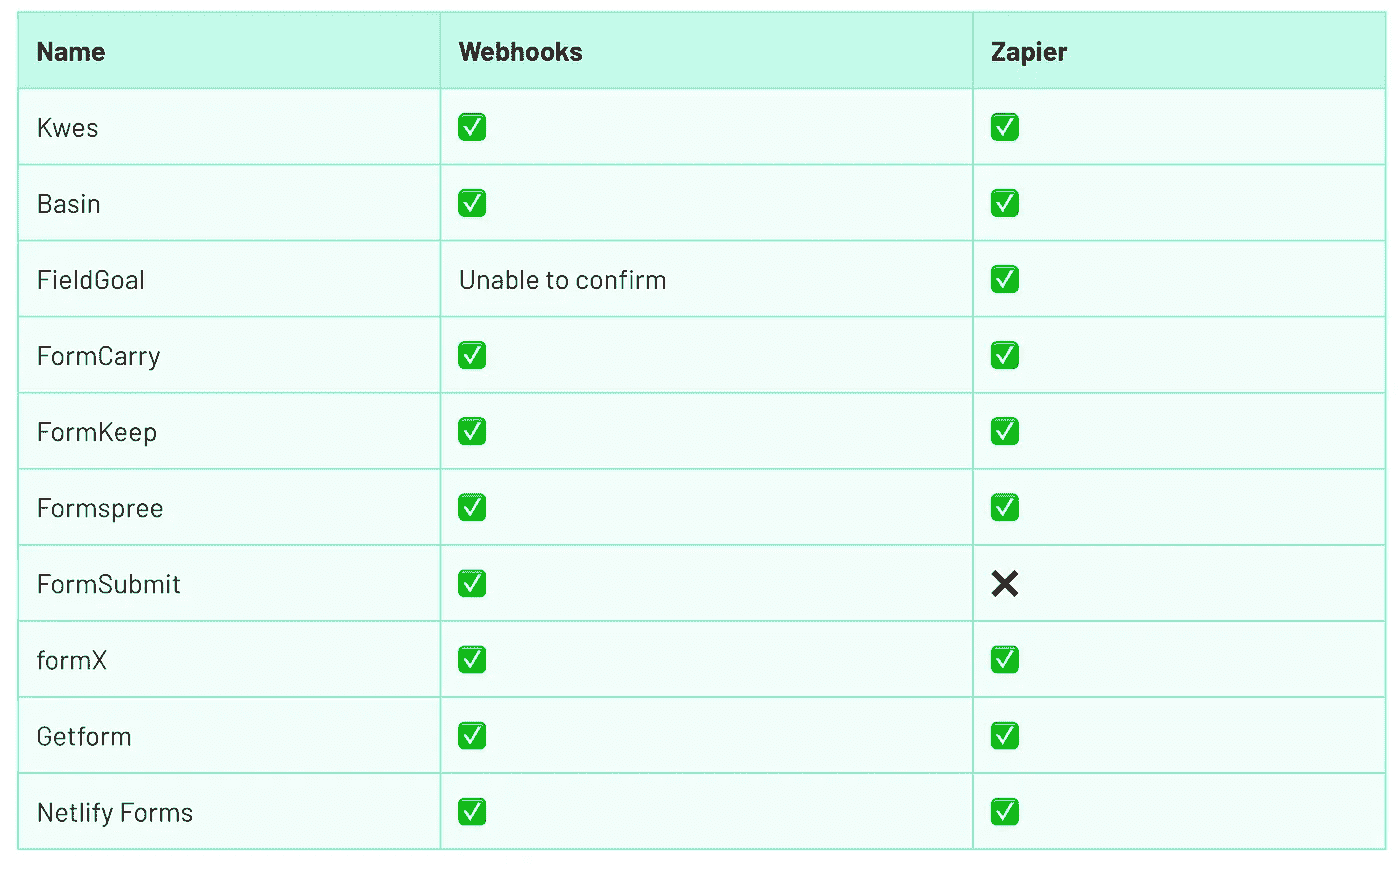 Name Webhooks Zapier
Kwes ✅ ✅
Basin ✅ ✅
FieldGoal Unable to confirm ✅
FormCarry ✅ ✅
FormKeep ✅ ✅
Formspree ✅ ✅
FormSubmit ✅ ❌
formX ✅ ✅
Getform ✅ ✅
Netlify Forms ✅ ✅